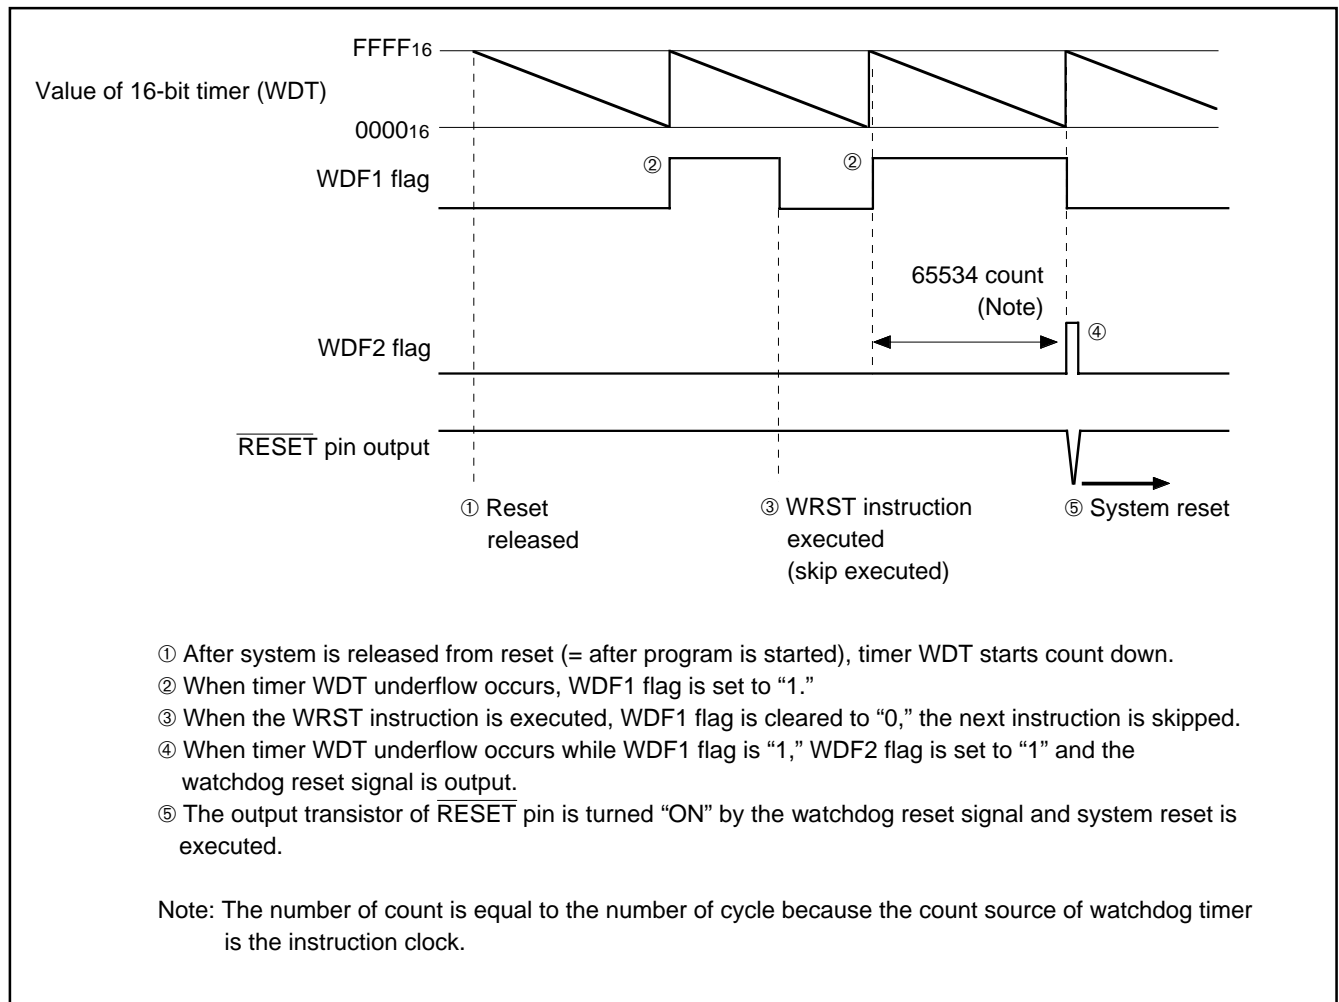 FFFF16
Value of 16-bit timer (WDT)
000016
②
②
WDF1 flag
65534 count
(Note)
④
WDF2 flag
RESET pin output
① Reset
released
③ WRST instruction
executed
(skip executed)
⑤ System reset
① After system is released from reset (= after program is started), timer WDT starts count down.
② When timer WDT underflow occurs, WDF1 flag is set to “1.”
③ When the WRST instruction is executed, WDF1 flag is cleared to “0,” the next instruction is skipped.
④ When timer WDT underflow occurs while WDF1 flag is “1,” WDF2 flag is set to “1” and the
watchdog reset signal is output.
⑤ The output transistor of RESET pin is turned “ON” by the watchdog reset signal and system reset is
executed.
Note: The number of count is equal to the number of cycle because the count source of watchdog timer
is the instruction clock.